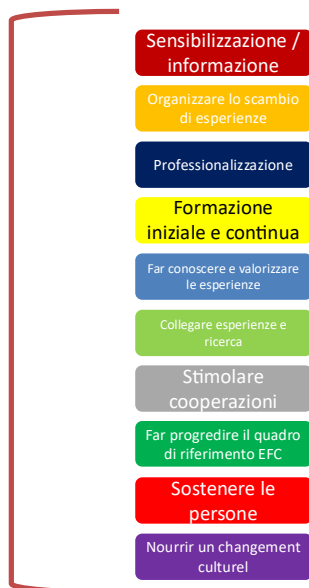 Sensibilizzazione /
informazione
Organizzare lo scambio
di esperienze
Professionalizzazione
Formazione
iniziale e continua
Far conoscere e valorizzare
le esperienze
Collegare esperienze e
ricerca
Stimolare
cooperazioni
Far progredire il quadro
di riferimento EFC
Sostenere le
persone
Nourrir un changement
culturel